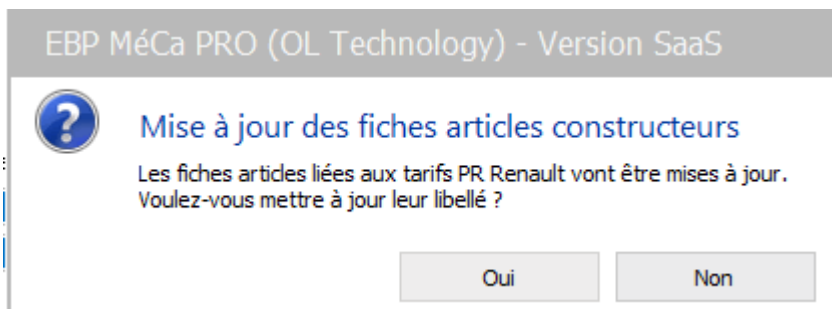 EBP MéCa PRO (OL Technology) - Version SaaS
Mise à jour des fiches articles constructeurs
Les fiches articles liées aux tarifs PR Renault vont être mises à jour.
Voulez-vous mettre à jour leur libellé ?
Oui
Non